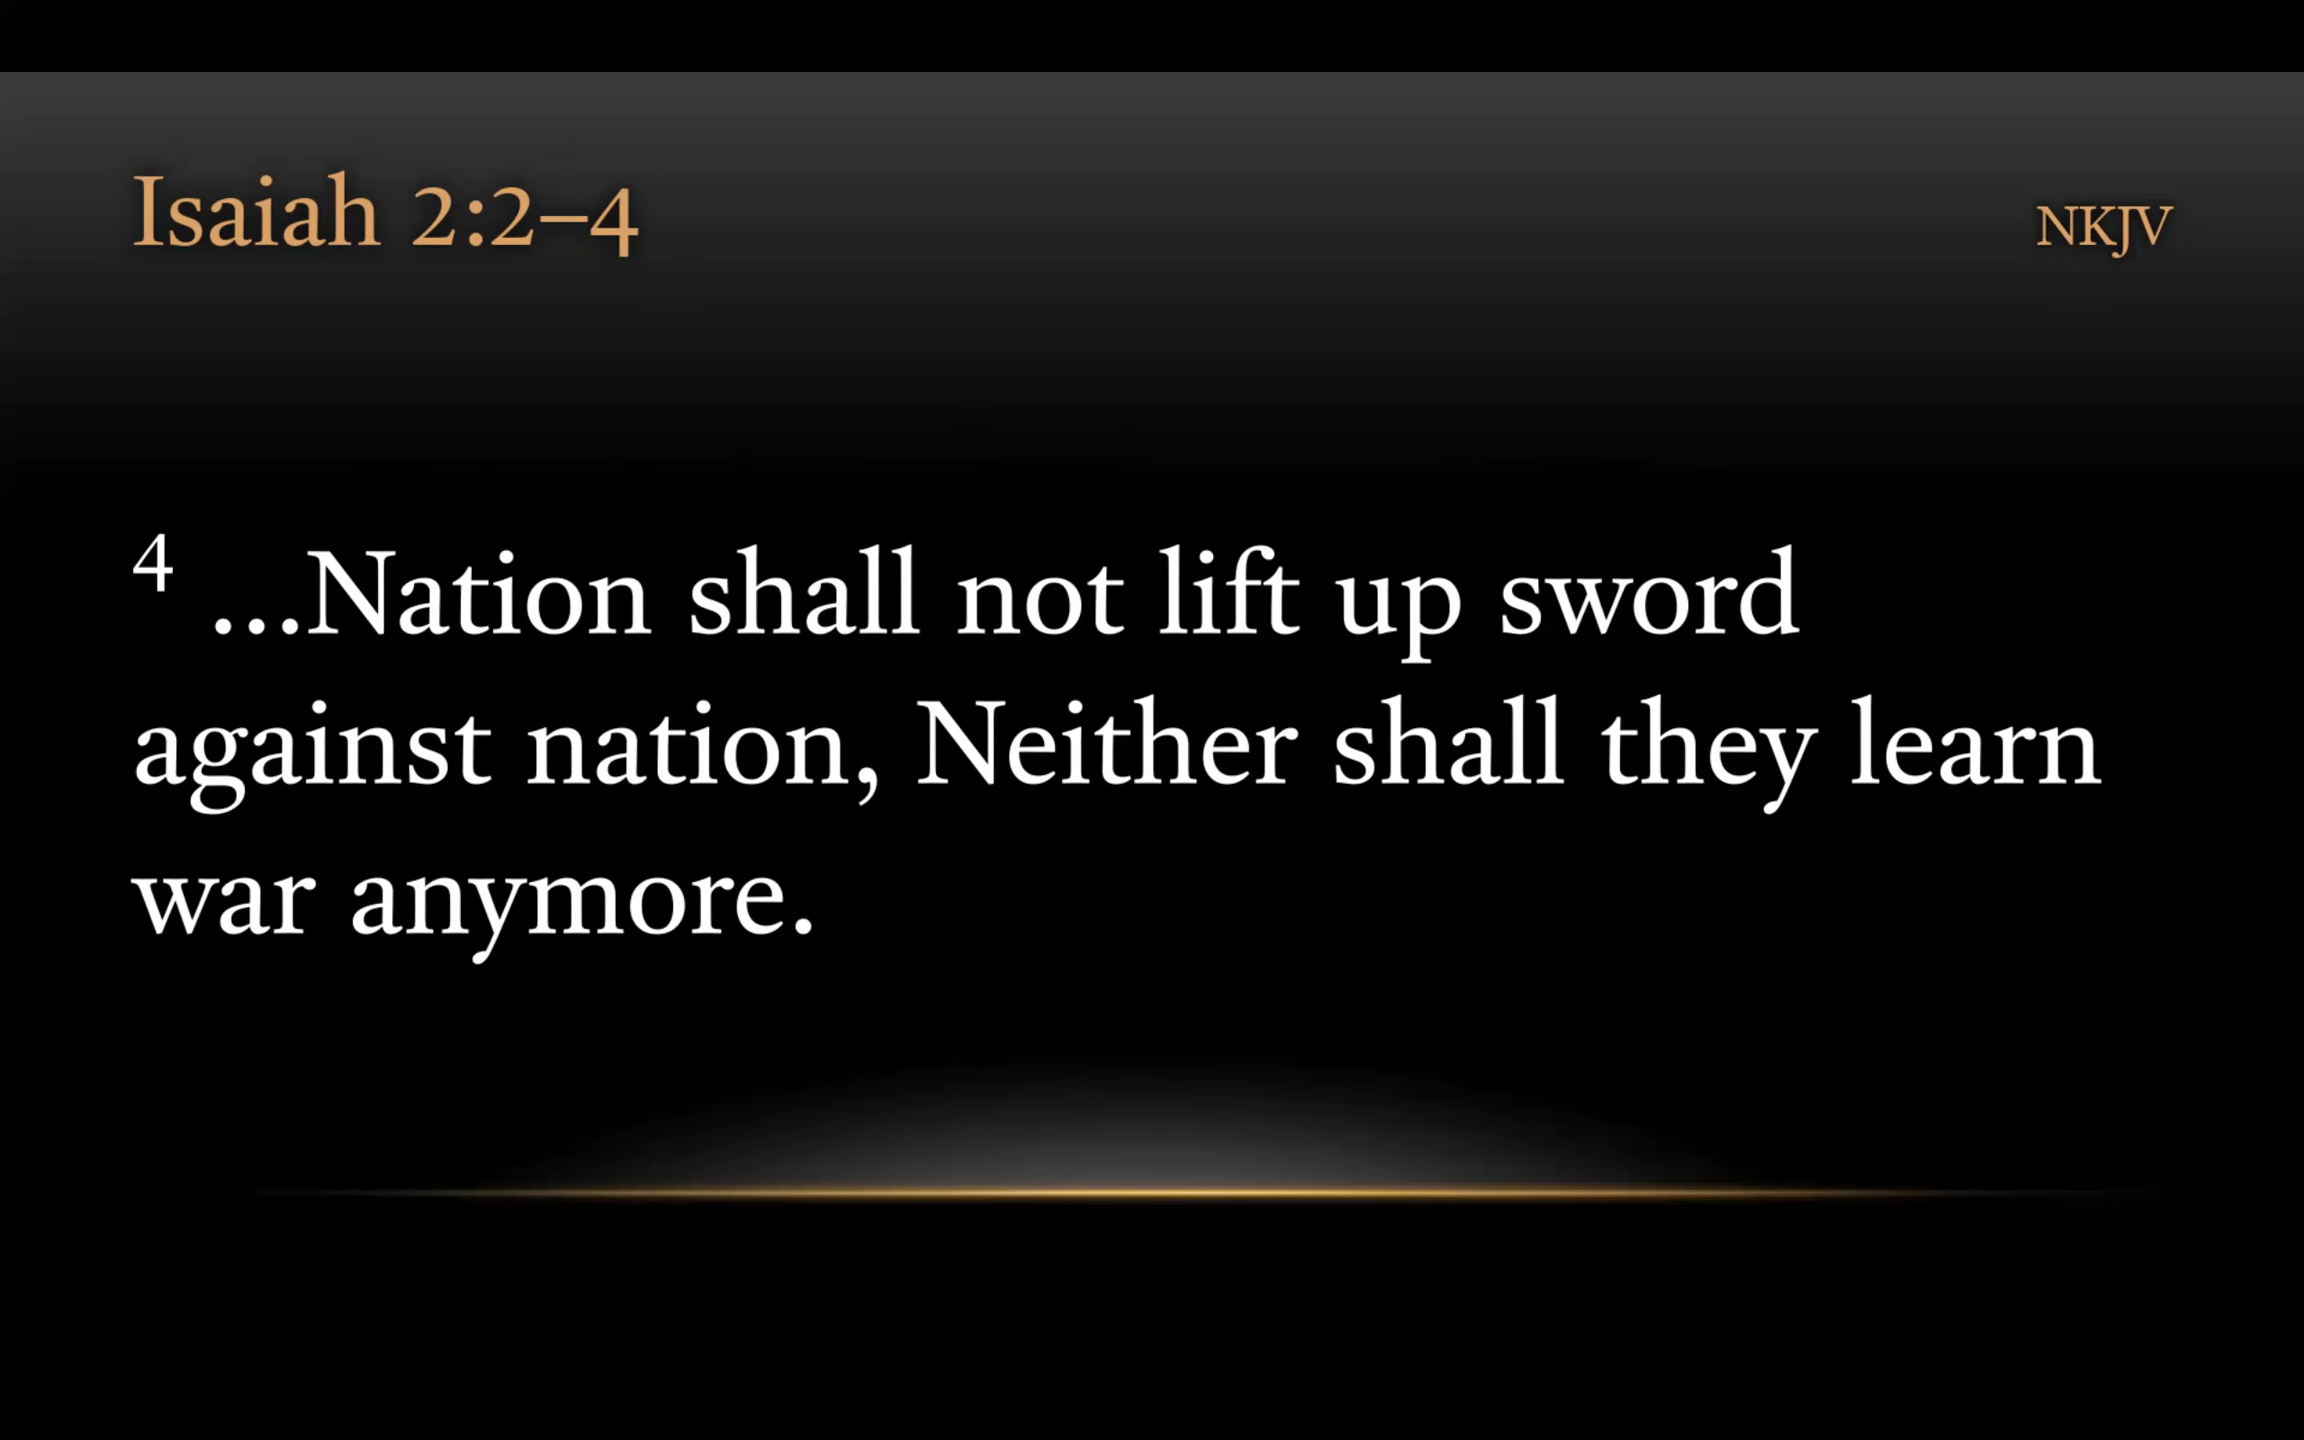 Isaiah 2:2–4
NKJV
4 ...Nation shall not lift up sword
against nation, Neither shall they learn
war anymore.